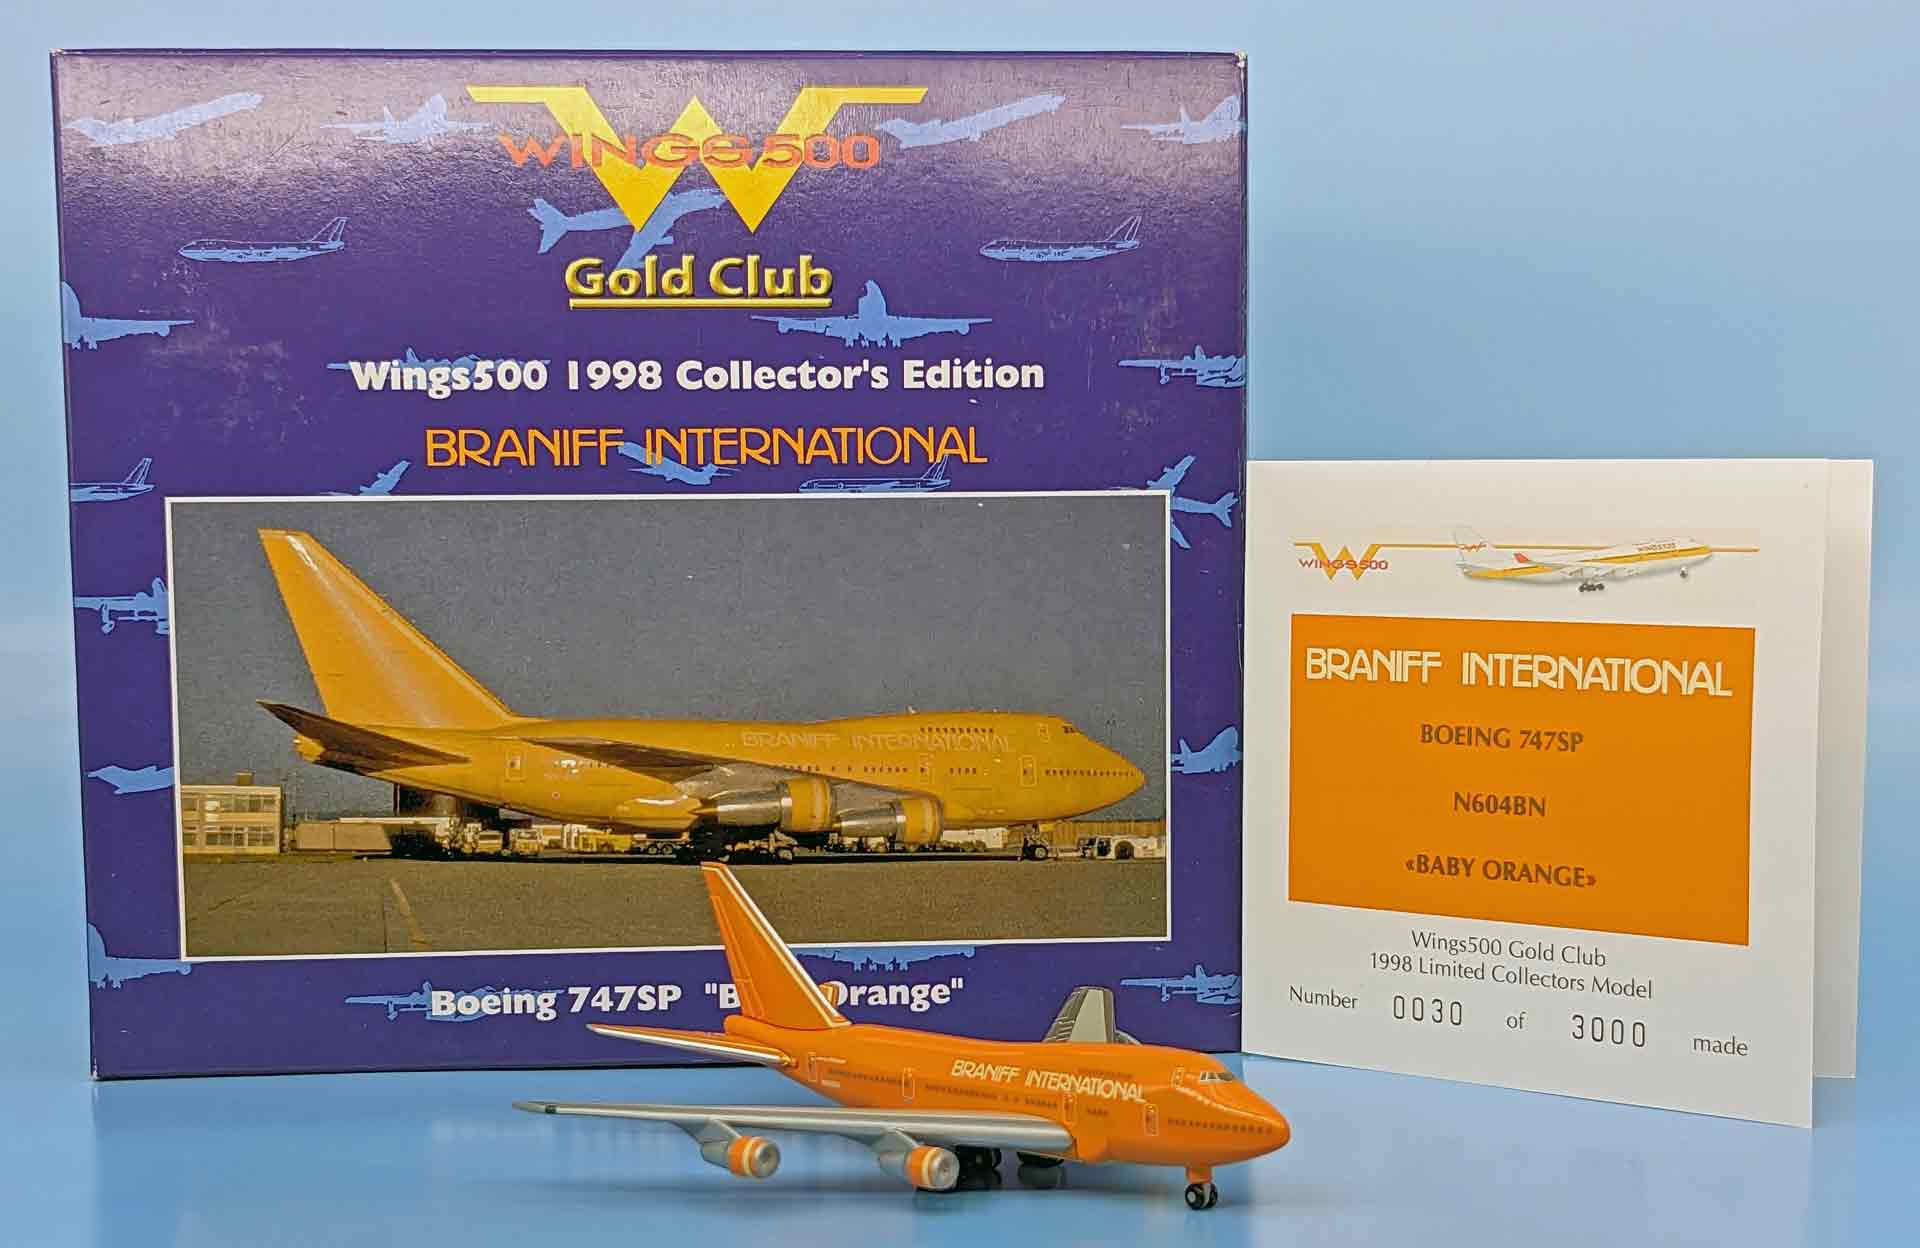 WINGS500
Gold Club
Wings500 1998 Collector's Edition
BRANIFF INTERNATIONAL
BRANIFF INTERNATIONAL
Boeing 747SP "B Orange"
BRANIFF INTERNATIONAL
WINGS500
BRANIFF INTERNATIONAL
BOEING 747SP
N604BN
«BABY ORANGE»
Wings500 Gold Club
1998 Limited Collectors Model
Number 0030 of 3000 made